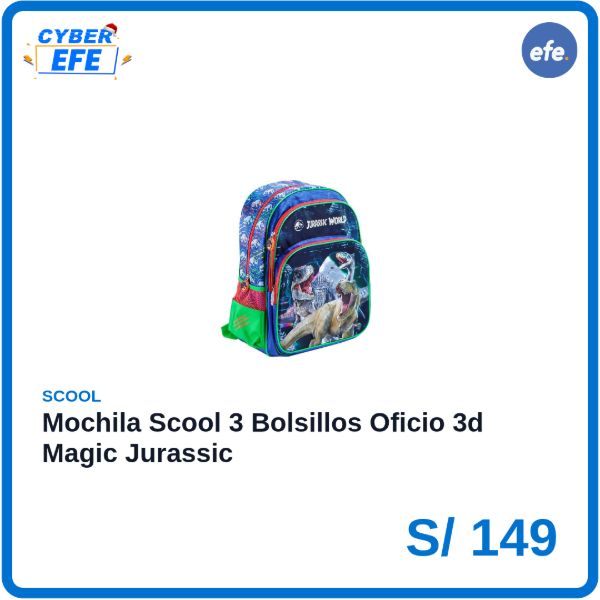 CYBER
EFE
efe.
JURASSIC WORLD
SCOOL
Mochila Scool 3 Bolsillos Oficio 3d
Magic Jurassic
S/ 149